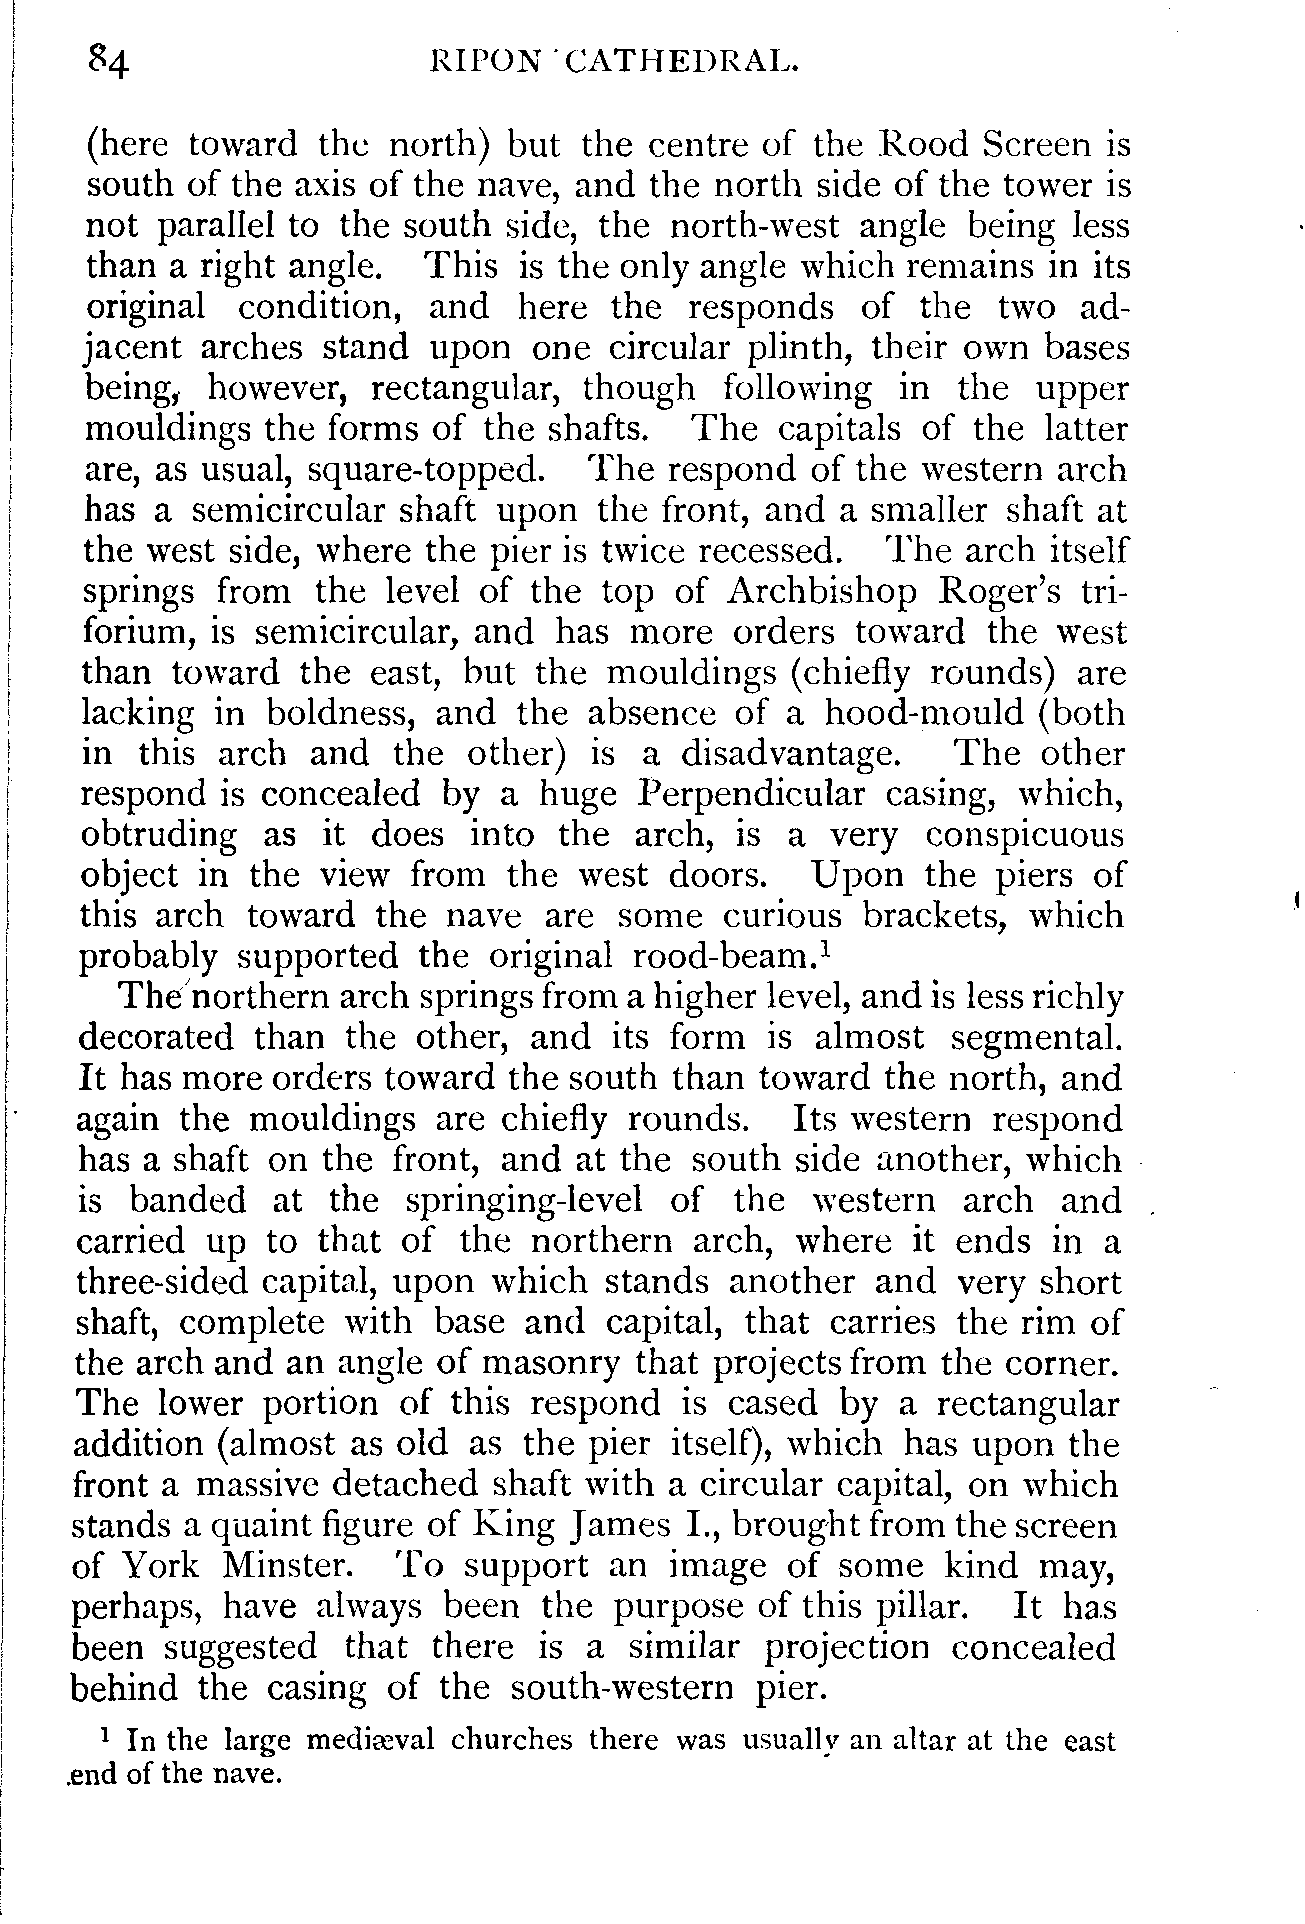 84 RIPON CATHEDRAL.
(here toward the north) but the centre of the Rood Screen is
south of the axis of the nave, and the north side of the tower is
not parallel to the south side, the north-west angle being less
than a right angle. This is the only angle which remains in its
original condition, and here the responds of the two ad-
jacent arches stand upon one circular plinth, their own bases
being, however, rectangular, though following in the upper
mouldings the forms of the shafts. The capitals of the latter
are, as usual, square-topped. The respond of the western arch
has a semicircular shaft upon the front, and a smaller shaft at
the west side, where the pier is twice recessed. The arch itself
springs from the level of the top of Archbishop Roger's tri-
forium, is semicircular, and has more orders toward the west
than toward the east, but the mouldings (chiefly rounds) are
lacking in boldness, and the absence of a hood-mould (both
in this arch and the other) is a disadvantage. The other
respond is concealed by a huge Perpendicular casing, which,
obtruding as it does into the arch, is a very conspicuous
object in the view from the west doors. Upon the piers of
this arch toward the nave are some curious brackets, which
probably supported the original rood-beam.¹
The northern arch springs from a higher level, and is less richly
decorated than the other, and its form is almost segmental.
It has more orders toward the south than toward the north, and
again the mouldings are chiefly rounds. Its western respond
has a shaft on the front, and at the south side another, which
is banded at the springing-level of the western arch and
carried up to that of the northern arch, where it ends in a
three-sided capital, upon which stands another and very short
shaft, complete with base and capital, that carries the rim of
the arch and an angle of masonry that projects from the corner.
The lower portion of this respond is cased by a rectangular
addition (almost as old as the pier itself), which has upon the
front a massive detached shaft with a circular capital, on which
stands a quaint figure of King James I., brought from the screen
of York Minster. To support an image of some kind may,
perhaps, have always been the purpose of this pillar. It has
been suggested that there is a similar projection concealed
behind the casing of the south-western pier.
¹ In the large mediæval churches there was usually an altar at the east
end of the nave.